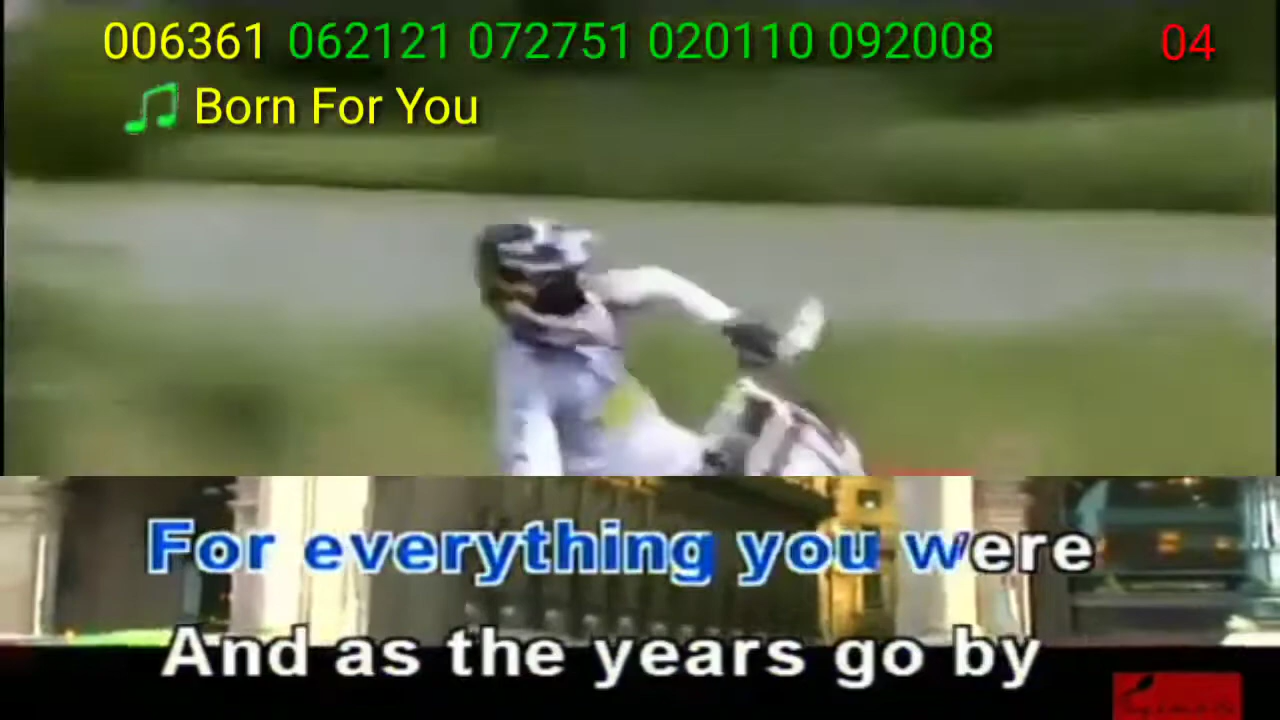 006361 062121 072751 020110 092008 04
Born For You
For everything you were
And as the years go by